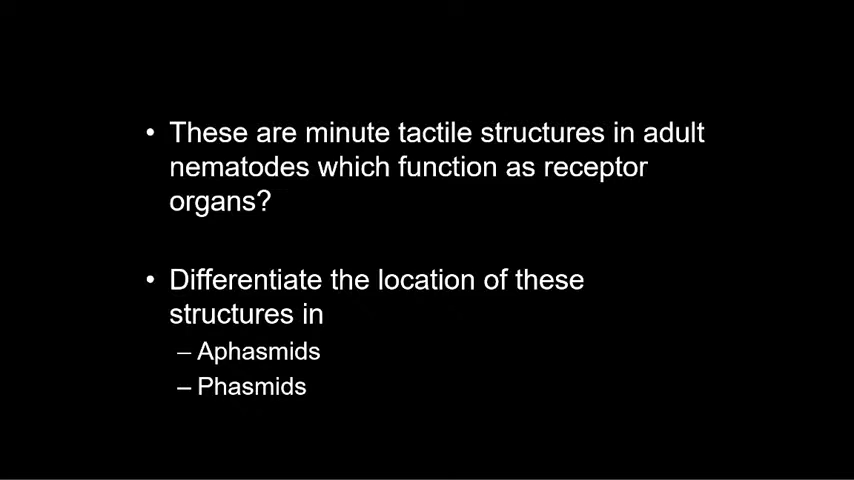 • These are minute tactile structures in adult
nematodes which function as receptor
organs?
• Differentiate the location of these
structures in
– Aphasmids
– Phasmids